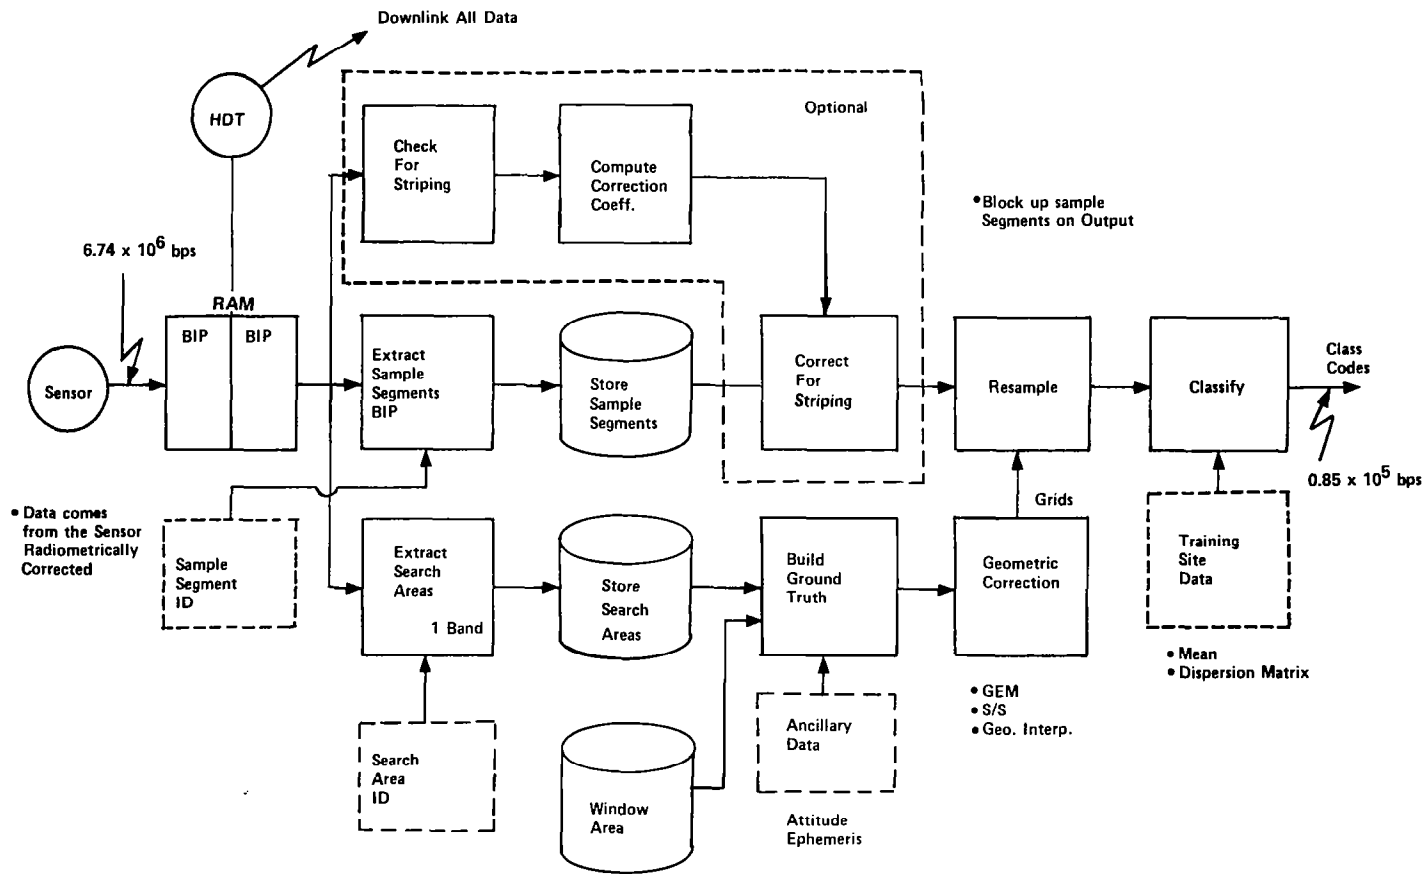 Downlink All Data
HDT
Optional
Check
For
Striping
Compute
Correction
Coeff.
• Block up sample
Segments on Output
6.74 x 10^6 bps
RAM
BIP
BIP
Sensor
Extract
Sample
Segments
BIP
Store
Sample
Segments
Correct
For
Striping
Resample
Classify
Class
Codes
0.85 x 10^5 bps
• Data comes
from the Sensor
Radiometrically
Corrected
Sample
Segment
ID
Extract
Search
Areas
1 Band
Store
Search
Areas
Build
Ground
Truth
Grids
Geometric
Correction
Training
Site
Data
• Mean
• Dispersion Matrix
• GEM
• S/S
• Geo. Interp.
Search
Area
ID
Window
Area
Ancillary
Data
Attitude
Ephemeris